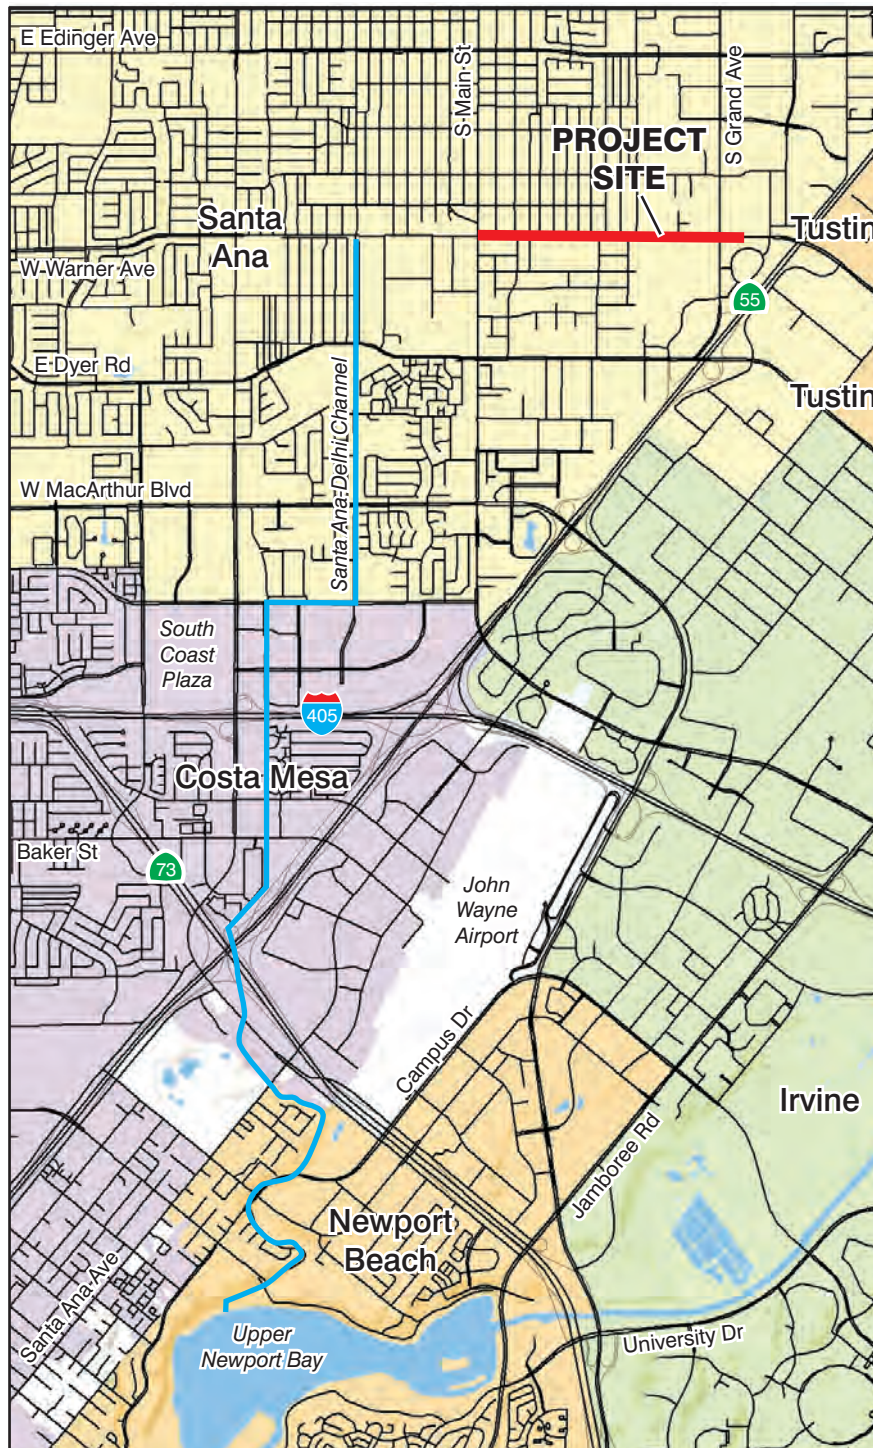 E Edinger Ave
S Main St
S Grand Ave
PROJECT
SITE
Santa
Ana
Tustin
W Warner Ave
55
E Dyer Rd
Tustin
Santa Ana-Delhi Channel
W MacArthur Blvd
South
Coast
Plaza
405
Costa Mesa
Baker St
73
John
Wayne
Airport
Campus Dr
Irvine
Jamboree Rd
Newport
Beach
Santa Ana Ave
Upper
Newport Bay
University Dr